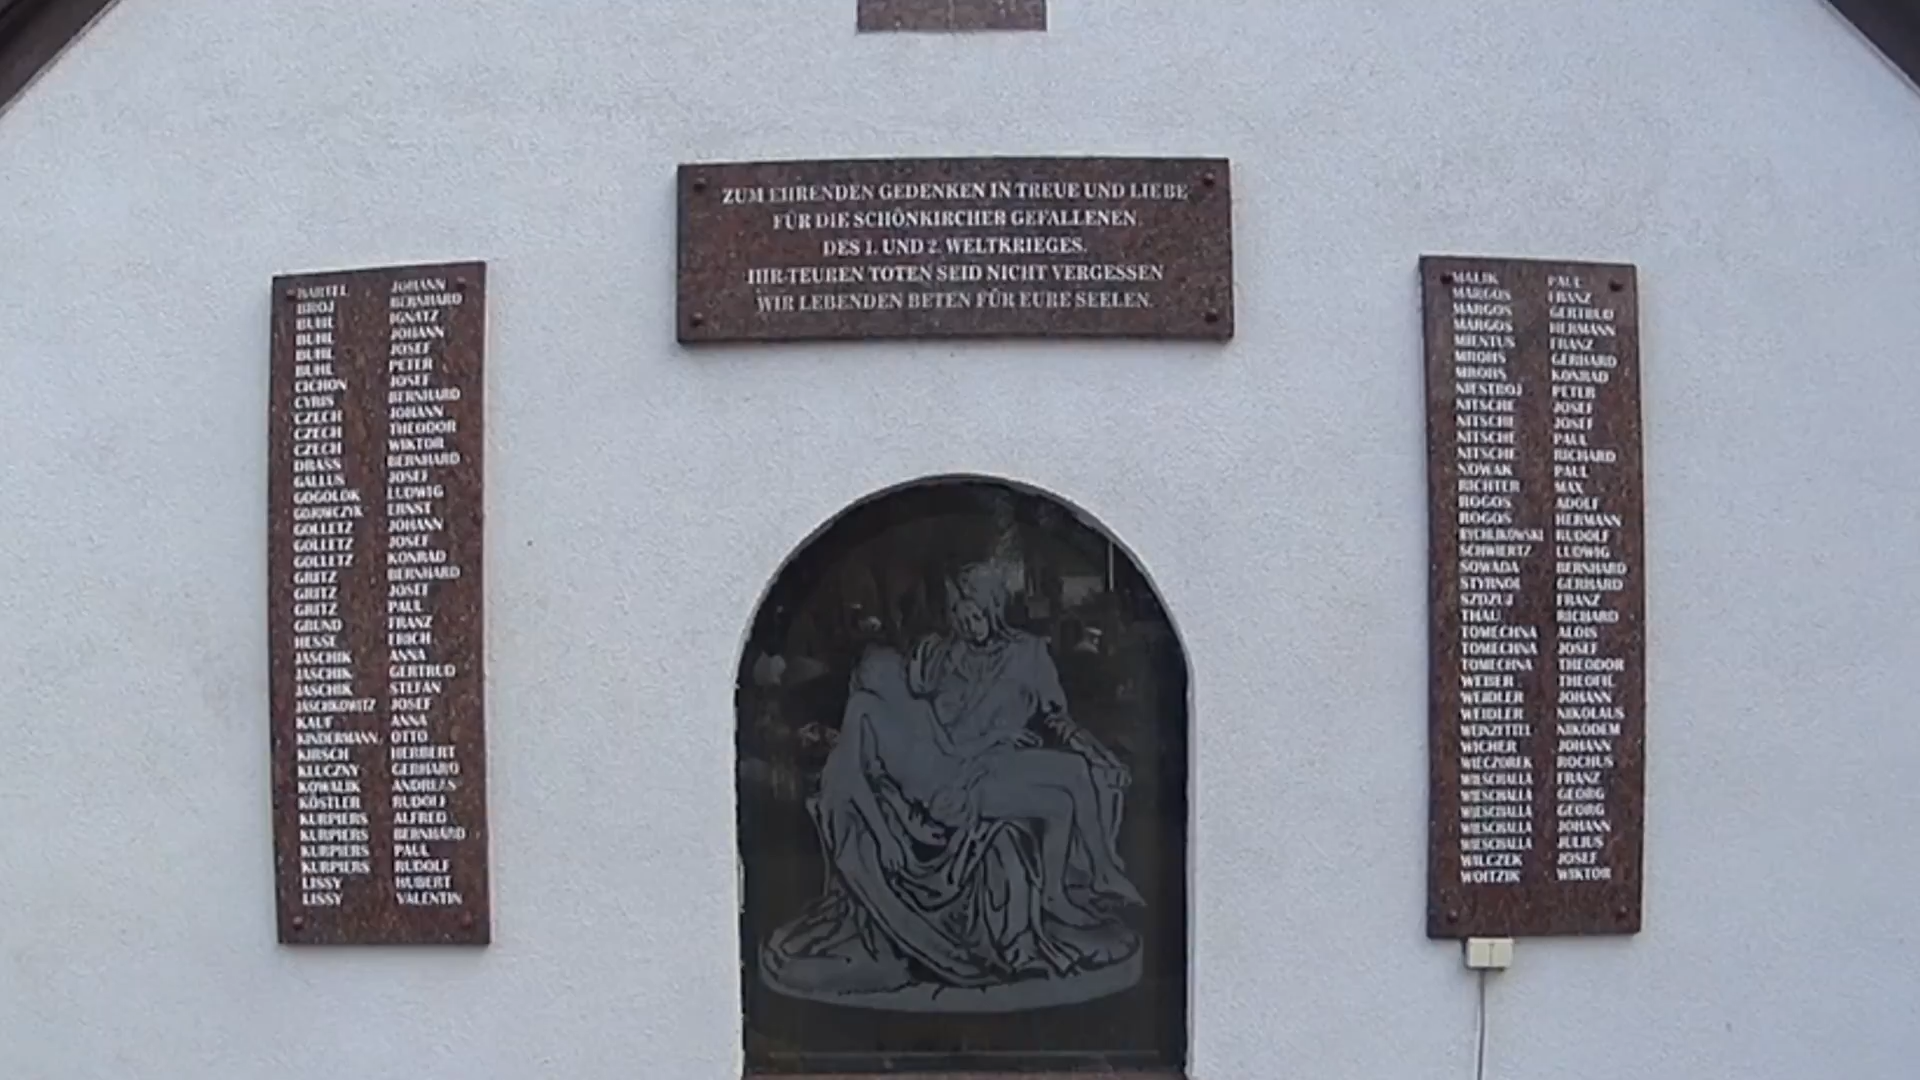 ZUM EHRENDEN GEDENKEN IN TREUE UND LIEBE
FÜR DIE SCHÖNKIRCHER GEFALLENEN
DES 1. UND 2. WELTKRIEGES.
IHR TEUREN TOTEN SEID NICHT VERGESSEN
WIR LEBENDEN BETEN FÜR EURE SEELEN.
BARTEL JOHANN
BROJ BERNHARD
BUHL IGNATZ
BUHL JOHANN
BUHL JOSEF
BUHL PETER
CICHON JOSEF
CYRIS BERNHARD
CZECH JOHANN
CZECH THEODOR
CZECH WIKTOR
DRASS BERNHARD
GALLUS JOSEF
GOGOLOK LUDWIG
GOJOWCZYK ERNST
GOLLETZ JOHANN
GOLLETZ JOSEF
GOLLETZ KONRAD
GRITZ BERNHARD
GRITZ JOSEF
GRITZ PAUL
GRUND FRANZ
HESSE ERICH
JASCHIK ANNA
JASCHIK GERTRUD
JASCHIK STEFAN
JASCHKOWITZ JOSEF
KAUF ANNA
KINDERMANN OTTO
KIRSCH HERBERT
KLUCZNY GERHARD
KOWALIK ANDREAS
KÖSTLER RUDOLF
KURPIERS ALFRED
KURPIERS BERNHARD
KURPIERS PAUL
KURPIERS RUDOLF
LISSY HUBERT
LISSY VALENTIN
MALIK PAUL
MARGOS FRANZ
MARGOS GERTRUD
MARGOS HERMANN
MIENTUS FRANZ
MROHS GERHARD
MROHS KONRAD
NIESTROJ PETER
NITSCHE JOSEF
NITSCHE JOSEF
NITSCHE PAUL
NITSCHE RICHARD
NOWAK PAUL
RICHTER MAX
ROGOS ADOLF
ROGOS HERMANN
RYCHLIKOWSKI RUDOLF
SCHWIERTZ LUDWIG
SOWADA BERNHARD
STYRNOL GERHARD
SZDZUJ FRANZ
THAU RICHARD
TOMECHNA ALOIS
TOMECHNA JOSEF
TOMECHNA THEODOR
WEBER THEOFIL
WEIDLER JOHANN
WEIDLER NIKOLAUS
WEINZITTEL NIKODEM
WICHER JOHANN
WIECZOREK ROCHUS
WIESCHALLA FRANZ
WIESCHALLA GEORG
WIESCHALLA GEORG
WIESCHALLA JOHANN
WIESCHALLA JULIUS
WILCZEK JOSEF
WOITZIK WIKTOR